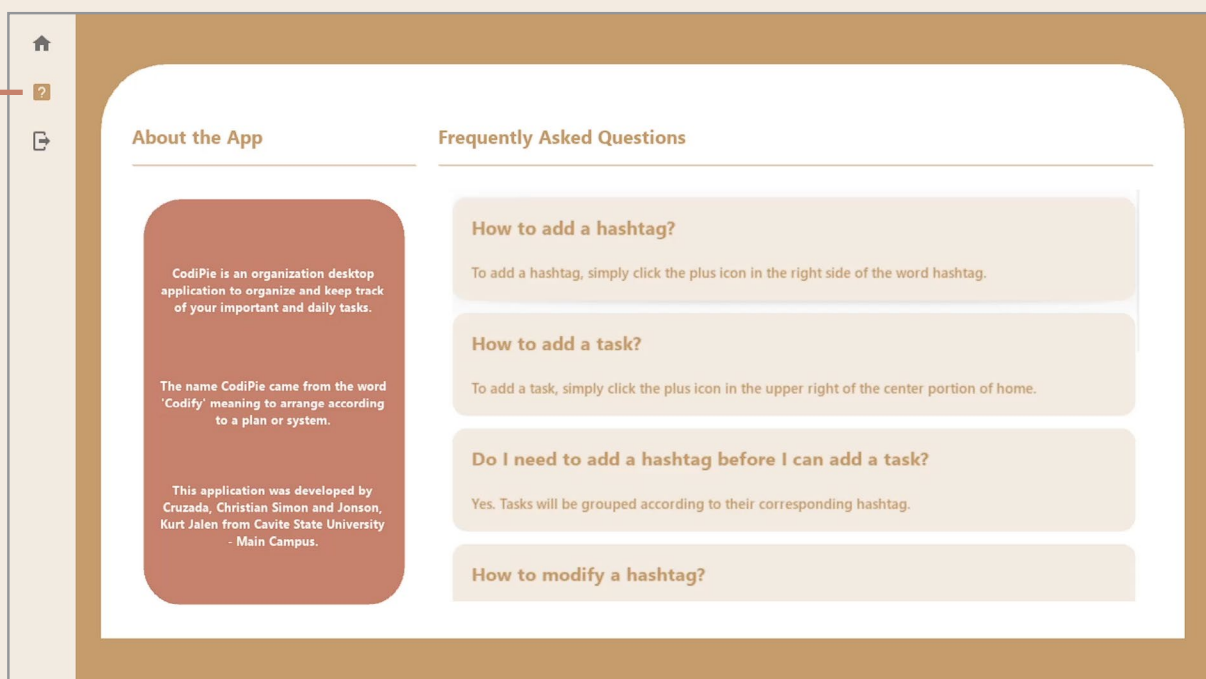 About the App
CodiPie is an organization desktop
application to organize and keep track
of your important and daily tasks.
The name CodiPie came from the word
'Codify' meaning to arrange according
to a plan or system.
This application was developed by
Cruzada, Christian Simon and Jonson,
Kurt Jalen from Cavite State University
- Main Campus.
Frequently Asked Questions
How to add a hashtag?
To add a hashtag, simply click the plus icon in the right side of the word hashtag.
How to add a task?
To add a task, simply click the plus icon in the upper right of the center portion of home.
Do I need to add a hashtag before I can add a task?
Yes. Tasks will be grouped according to their corresponding hashtag.
How to modify a hashtag?